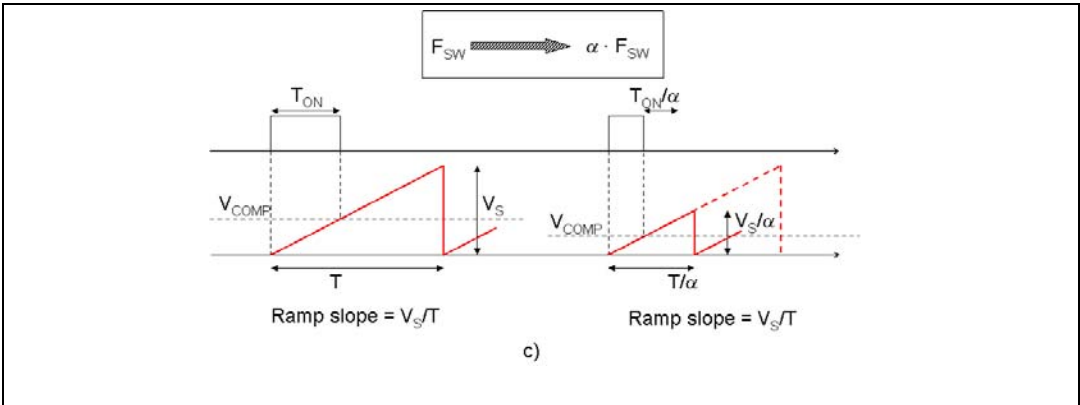 F_SW α · F_SW
T_ON T_ON/α
V_COMP V_S V_COMP V_S/α
T T/α
Ramp slope = V_S/T Ramp slope = V_S/T
c)